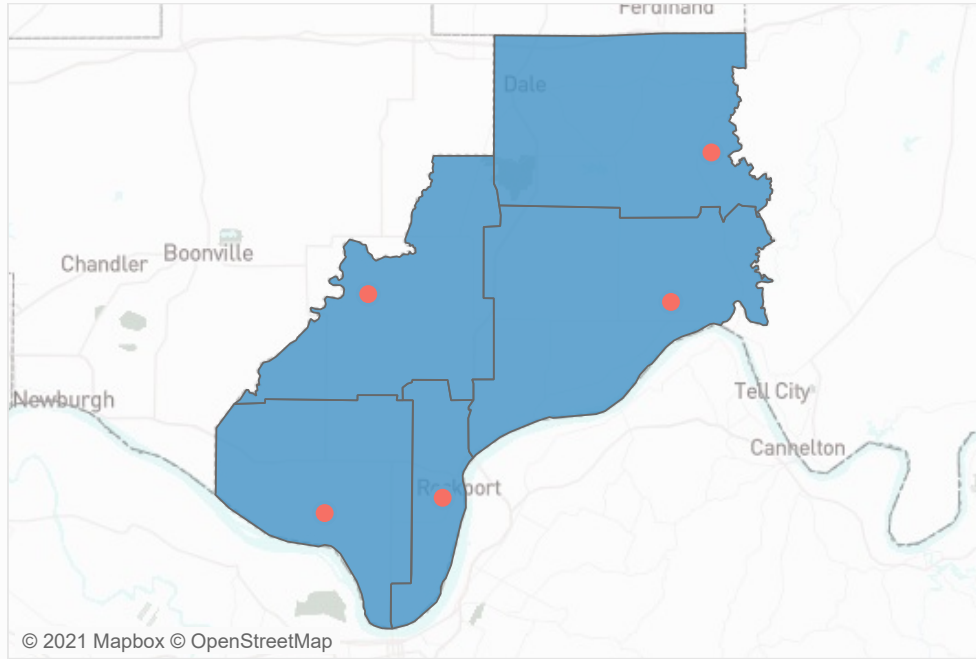 Ferdinand
Dale
Boonville
Chandler
Newburgh
Tell City
Cannelton
Rockport
© 2021 Mapbox © OpenStreetMap